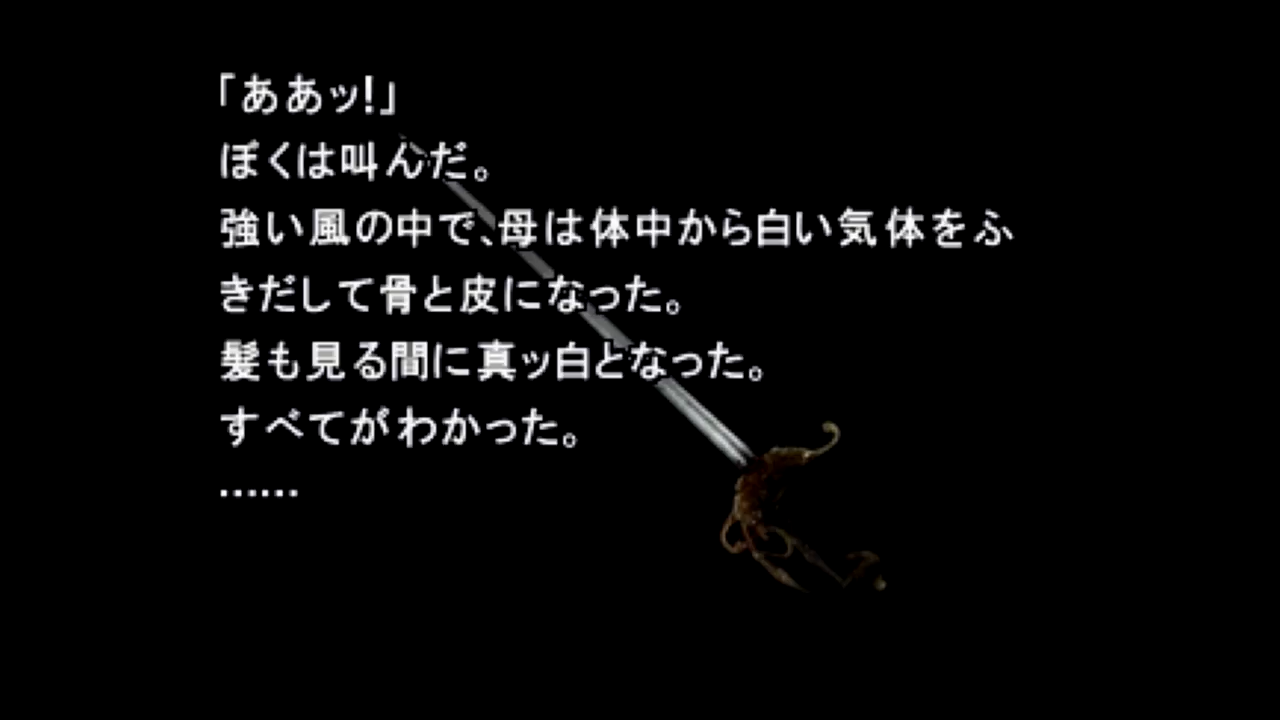 「ああッ!」
ぼくは叫んだ。
強い風の中で、母は体中から白い気体をふ
きだして骨と皮になった。
髪も見る間に真ッ白となった。
すべてがわかった。
……